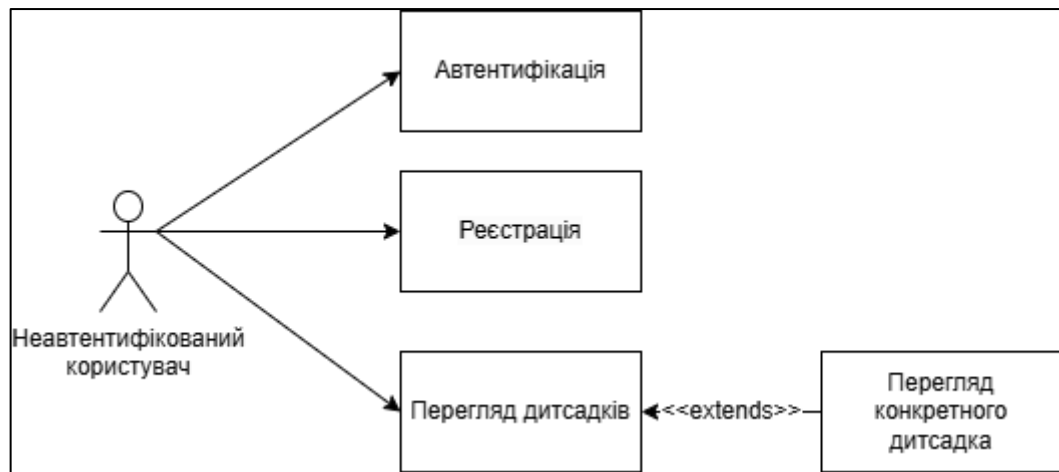 Автентифікація
Реєстрація
Неавтентифікований
користувач
Перегляд дитсадків
<<extends>>
Перегляд
конкретного
дитсадка